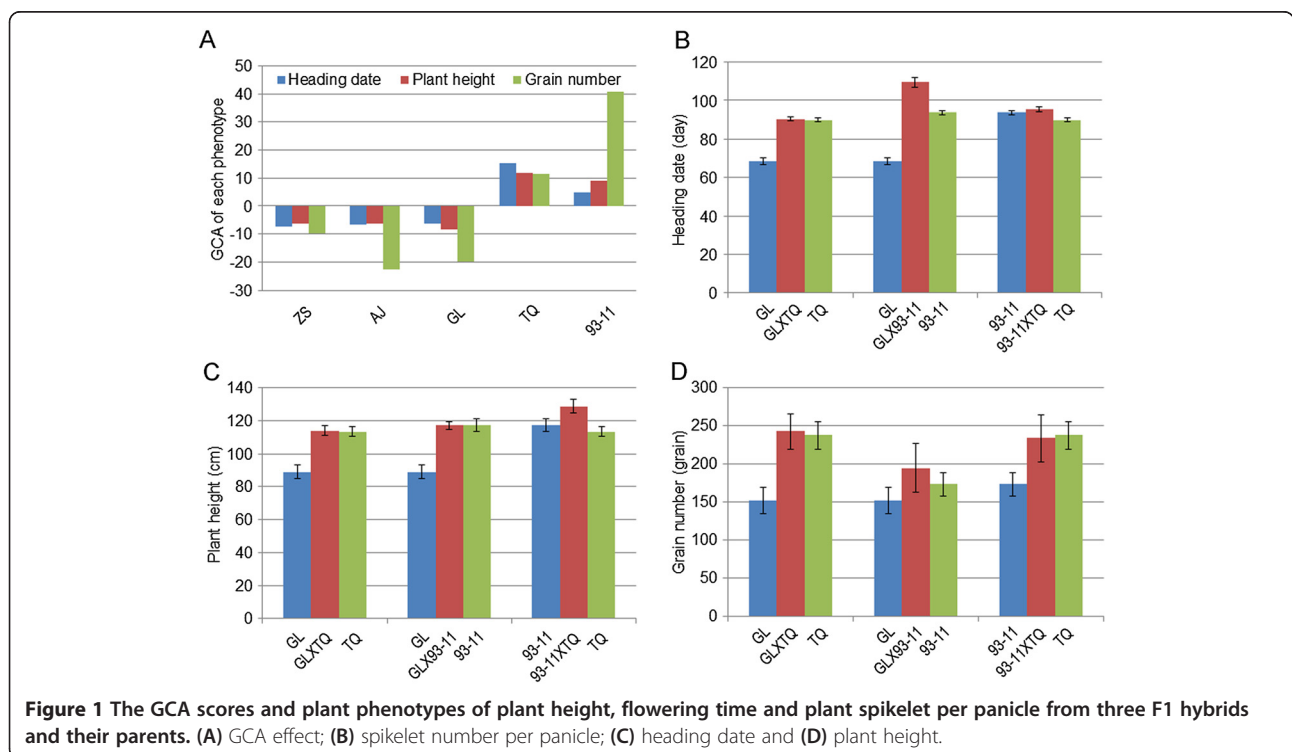 A
GCA of each phenotype
50
40
30
20
10
0
-10
-20
-30
Heading date
Plant height
Grain number
ZS
AJ
GL
TQ
93-11
B
Heading date (day)
120
100
80
60
40
20
0
GL
GLXTQ
TQ
GL
GLX93-11
93-11
93-11
93-11XTQ
TQ
C
Plant height (cm)
140
120
100
80
60
40
20
0
GL
GLXTQ
TQ
GL
GLX93-11
93-11
93-11
93-11XTQ
TQ
D
Grain number (grain)
300
250
200
150
100
50
0
GL
GLXTQ
TQ
GL
GLX93-11
93-11
93-11
93-11XTQ
TQ
Figure 1 The GCA scores and plant phenotypes of plant height, flowering time and plant spikelet per panicle from three F1 hybrids
and their parents. (A) GCA effect; (B) spikelet number per panicle; (C) heading date and (D) plant height.